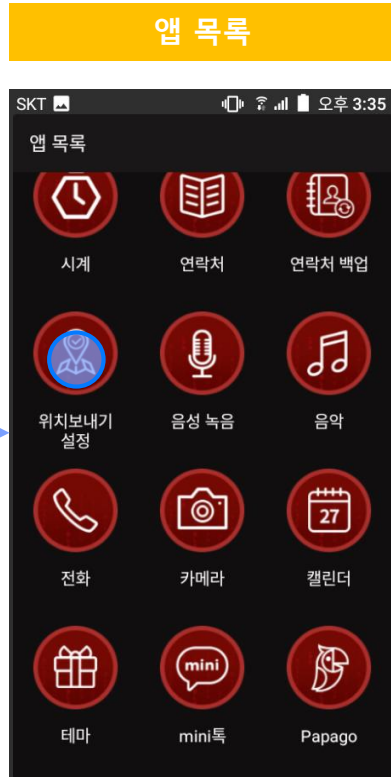 앱 목록
SKT 오후 3:35
앱 목록
시계 연락처 연락처 백업
위치보내기 음성 녹음 음악
설정
27
전화 카메라 캘린더
mini
테마 mini톡 Papago